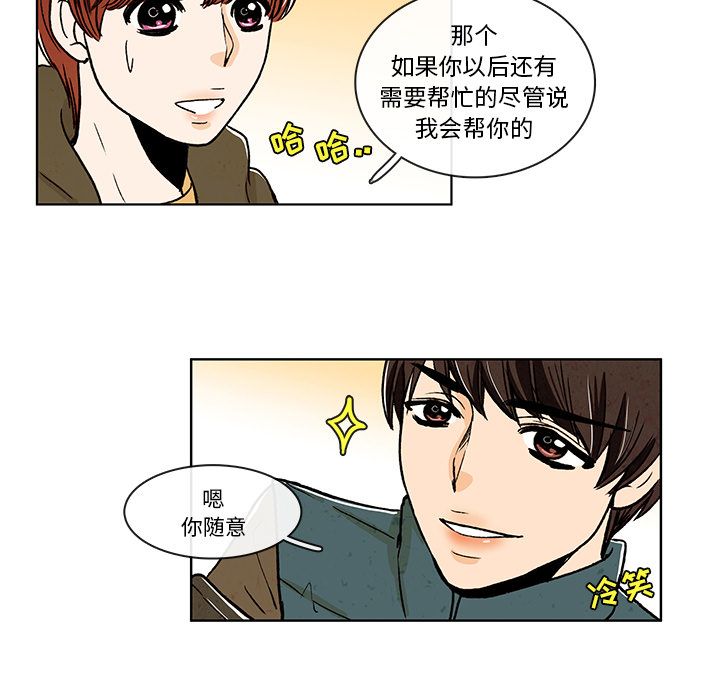 那个
如果你以后还有
需要帮忙的尽管说
我会帮你的
哈 哈..
嗯
你随意
冷笑